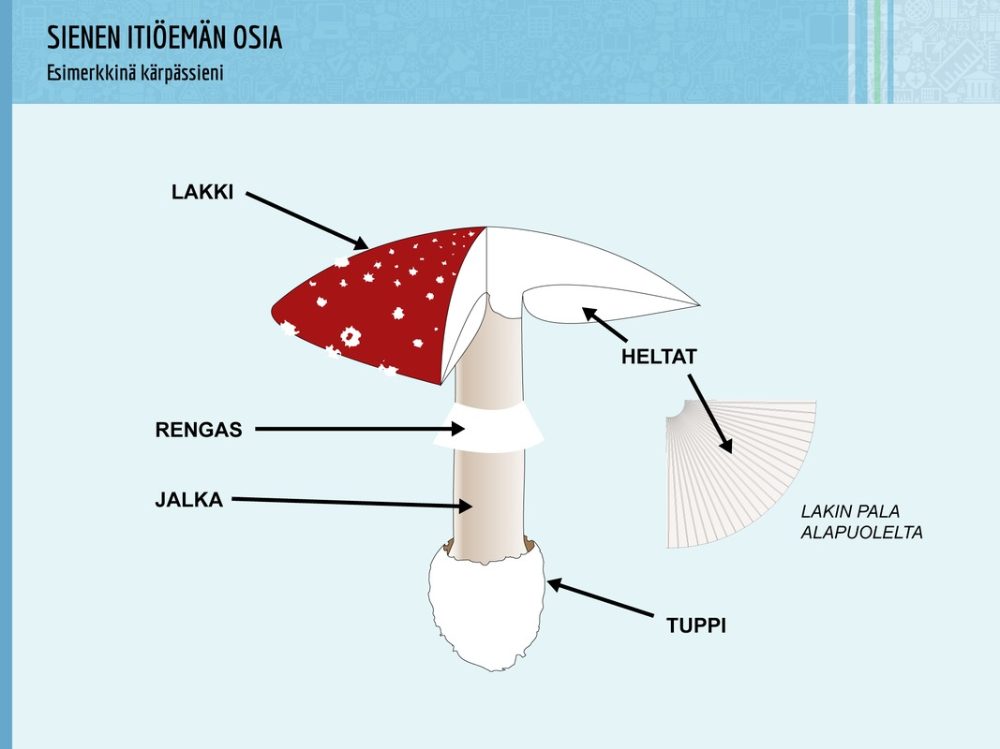 SIENEN ITIÖEMÄN OSIA
Esimerkkinä kärpässieni
LAKKI
HELTAT
RENGAS
JALKA
LAKIN PALA
ALAPUOLELTA
TUPPI